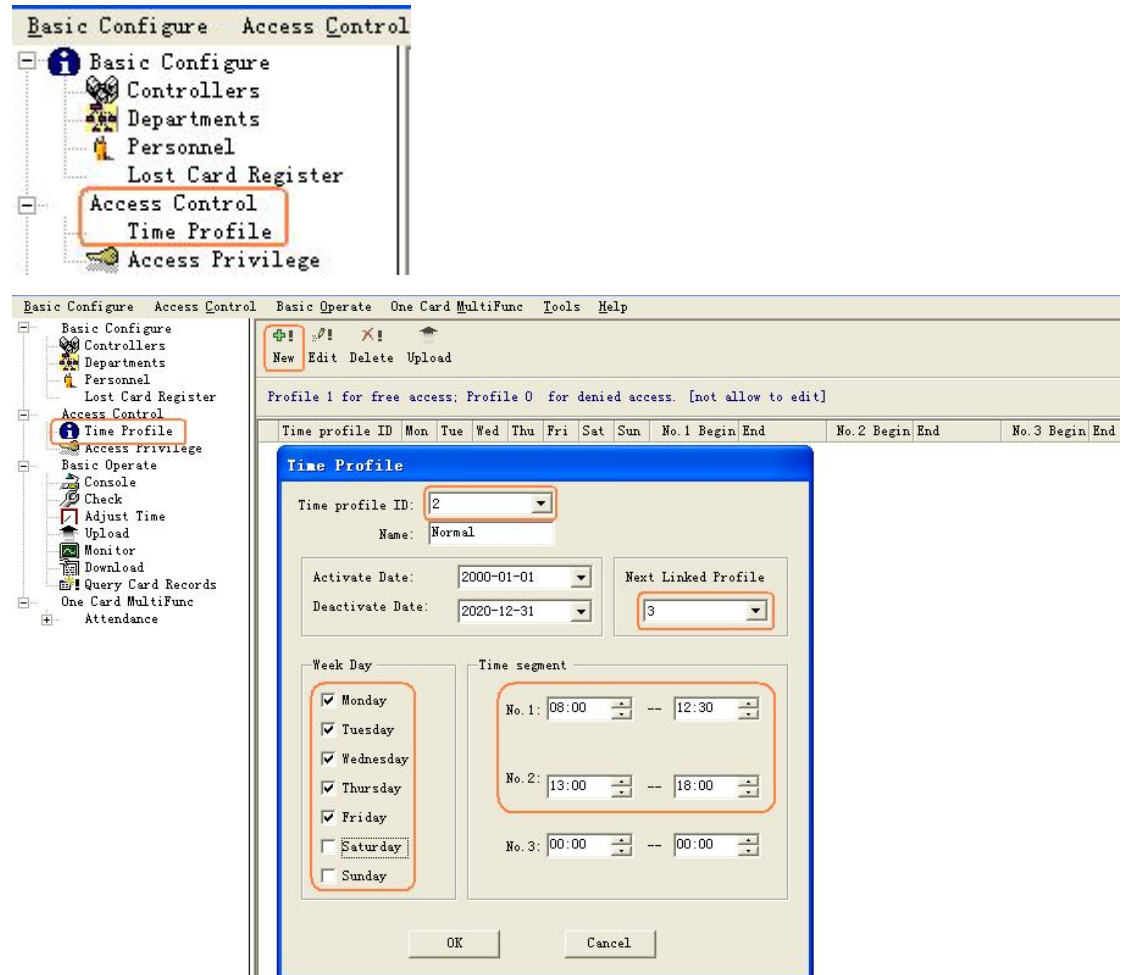 Basic Configure Access Control
Basic Configure
Controllers
Departments
Personnel
Lost Card Register
Access Control
Time Profile
Access Privilege
Basic Configure Access Control Basic Operate One Card MultiFunc Tools Help
Basic Configure
Controllers
Departments
Personnel
Lost Card Register
Access Control
Time Profile
Access Privilege
Basic Operate
Console
Check
Adjust Time
Upload
Monitor
Download
Query Card Records
One Card MultiFunc
Attendance
New Edit Delete Upload
Profile 1 for free access; Profile 0 for denied access. [not allow to edit]
Time profile ID Mon Tue Wed Thu Fri Sat Sun No.1 Begin End No.2 Begin End No.3 Begin End
Time Profile
Time profile ID: 2
Name: Normal
Activate Date: 2000-01-01
Deactivate Date: 2020-12-31
Next Linked Profile
3
Week Day
Monday
Tuesday
Wednesday
Thursday
Friday
Saturday
Sunday
Time segment
No.1: 08:00 -- 12:30
No.2: 13:00 -- 18:00
No.3: 00:00 -- 00:00
OK Cancel